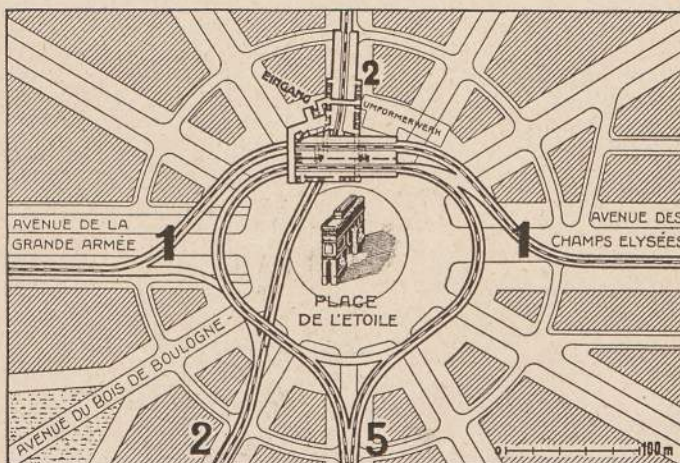 2
EINGANG
UMFORMERWERK
AVENUE DE LA
GRANDE ARMÉE
1
1
AVENUE DES
CHAMPS ELYSÉES
PLACE
DE L'ETOILE
AVENUE DU BOIS DE BOULOGNE
2
5
0
100 m